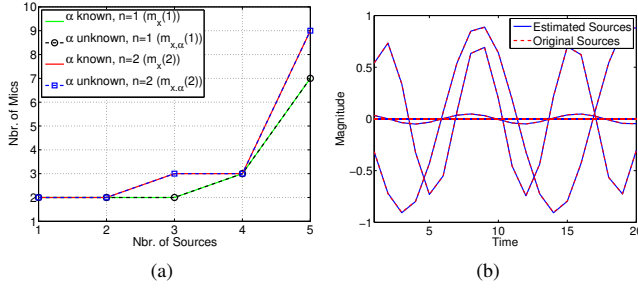 α known, n=1 (m_x(1))
α unknown, n=1 (m_x,α(1))
α known, n=2 (m_x(2))
α unknown, n=2 (m_x,α(2))
Nbr. of Mics
10
9
8
7
6
5
4
3
2
1
1
2
3
4
5
Nbr. of Sources
(a)
Estimated Sources
Original Sources
Magnitude
1
0.5
0
−0.5
−1
5
10
15
20
Time
(b)